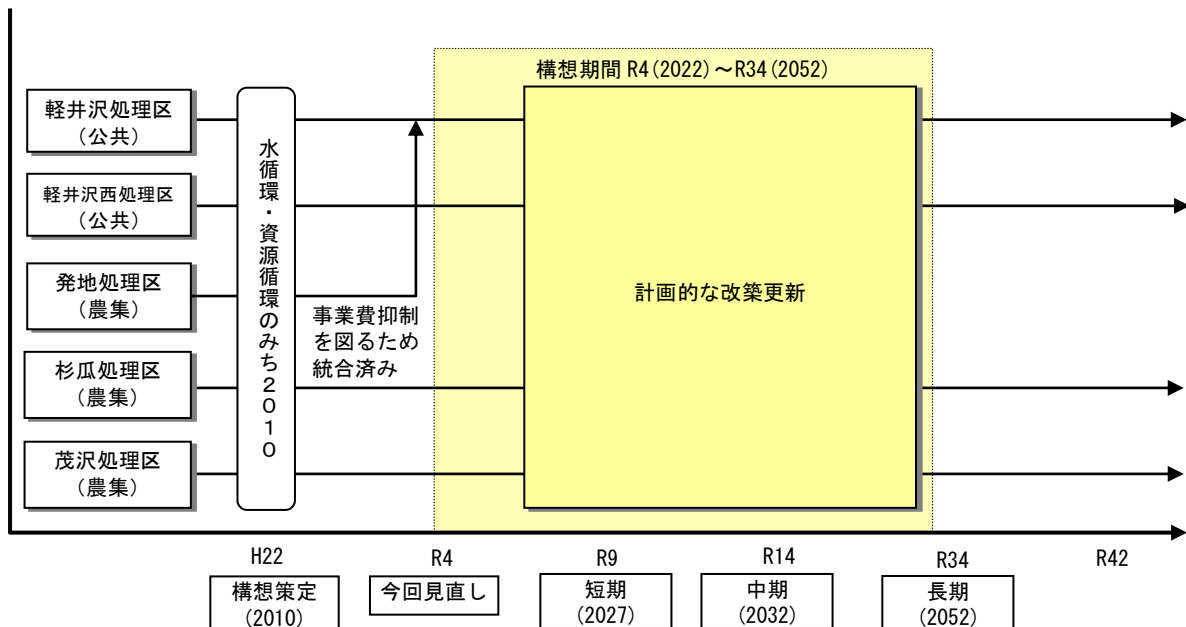 構想期間 R4(2022)～R34(2052)
軽井沢処理区
(公共)
軽井沢西処理区
(公共)
発地処理区
(農集)
杉瓜処理区
(農集)
茂沢処理区
(農集)
水循環・資源循環のみち2010
事業費抑制
を図るため
統合済み
計画的な改築更新
H22
R4
R9
R14
R34
R42
構想策定
(2010)
今回見直し
短期
(2027)
中期
(2032)
長期
(2052)